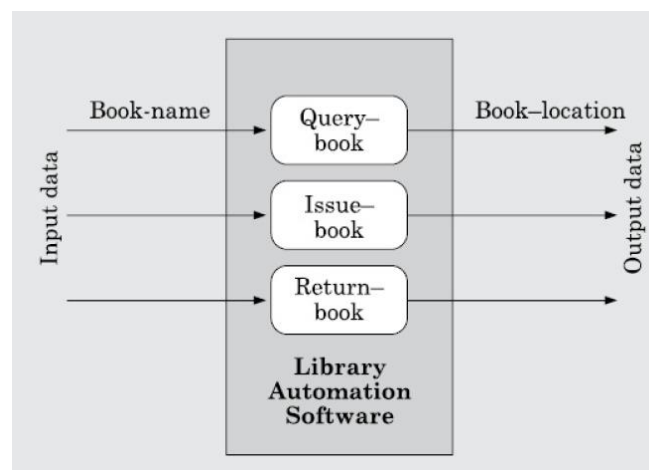 Book-name
Query–
book
Book–location
Input data
Issue–
book
Output data
Return–
book
Library
Automation
Software